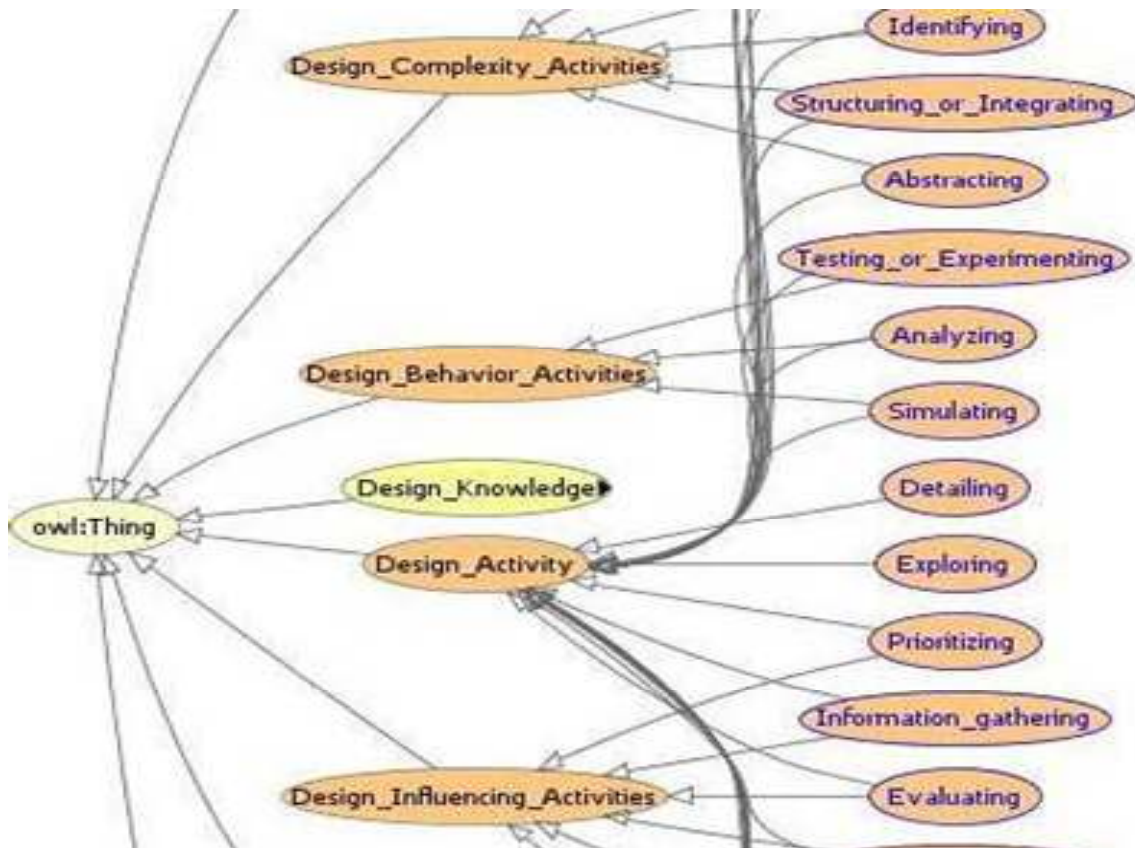 Identifying
Design_Complexity_Activities
Structuring_or_Integrating
Abstracting
Testing_or_Experimenting
Analyzing
Design_Behavior_Activities
Simulating
Design_Knowledge
Detailing
owl:Thing
Design_Activity
Exploring
Prioritizing
Information_gathering
Design_Influencing_Activities
Evaluating